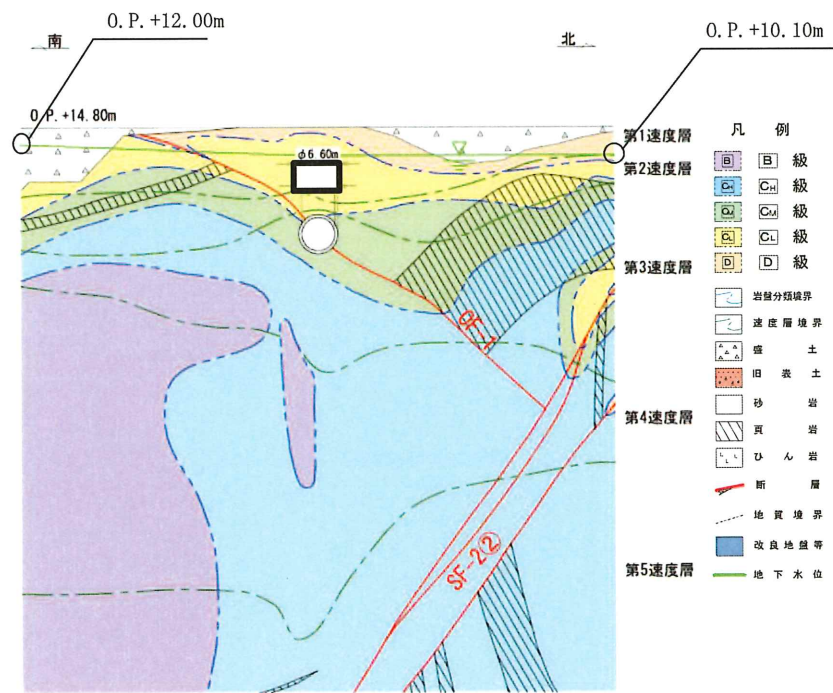 O.P.+12.00m
南
北
O.P.+10.10m
O.P.+14.80m
φ6.60m
第1速度層
第2速度層
第3速度層
第4速度層
第5速度層
OF-1
SF-2②
凡 例
B B 級
CH CH 級
CM CM 級
CL CL 級
D D 級
岩盤分類境界
速度層境界
盛 土
旧 表 土
砂 岩
頁 岩
ひ ん 岩
断 層
地 質 境 界
改 良 地 盤 等
地 下 水 位